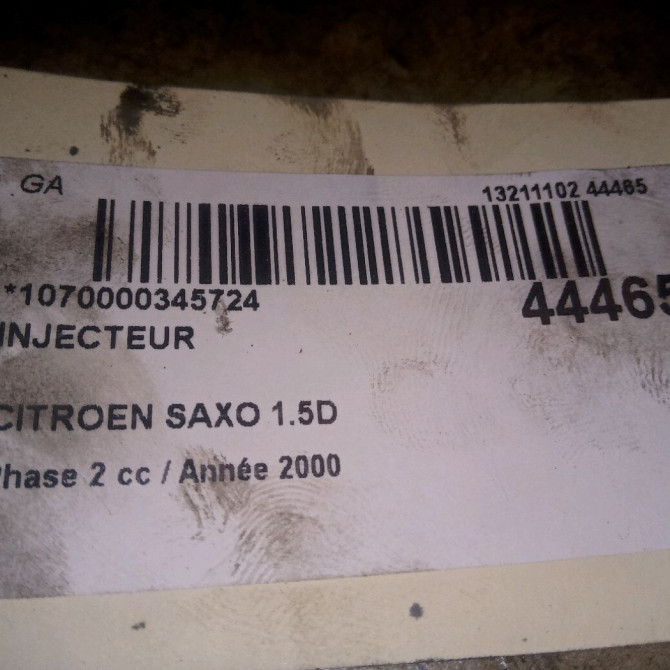 GA
13211102 44465
*1070000345724
44465
INJECTEUR
CITROEN SAXO 1.5D
Phase 2 cc / Année 2000